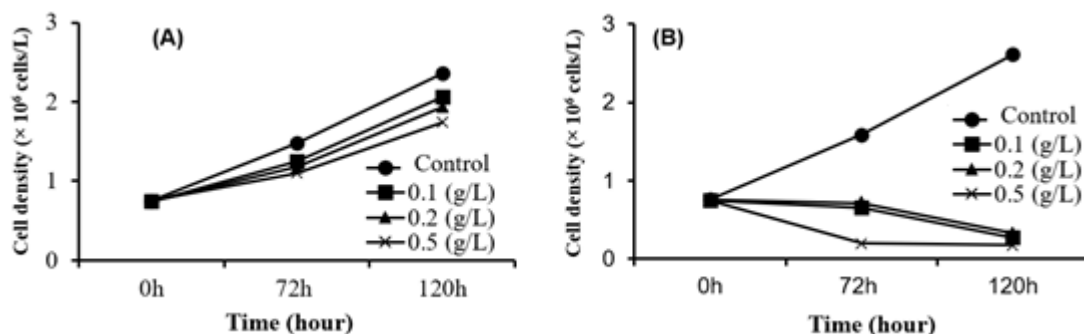 (A)
Cell density (× 10⁶ cells/L)
3
2
1
0
Control
0.1 (g/L)
0.2 (g/L)
0.5 (g/L)
0h 72h 120h
Time (hour)
(B)
Cell density (× 10⁶ cells/L)
3
2
1
0
Control
0.1 (g/L)
0.2 (g/L)
0.5 (g/L)
0h 72h 120h
Time (hour)